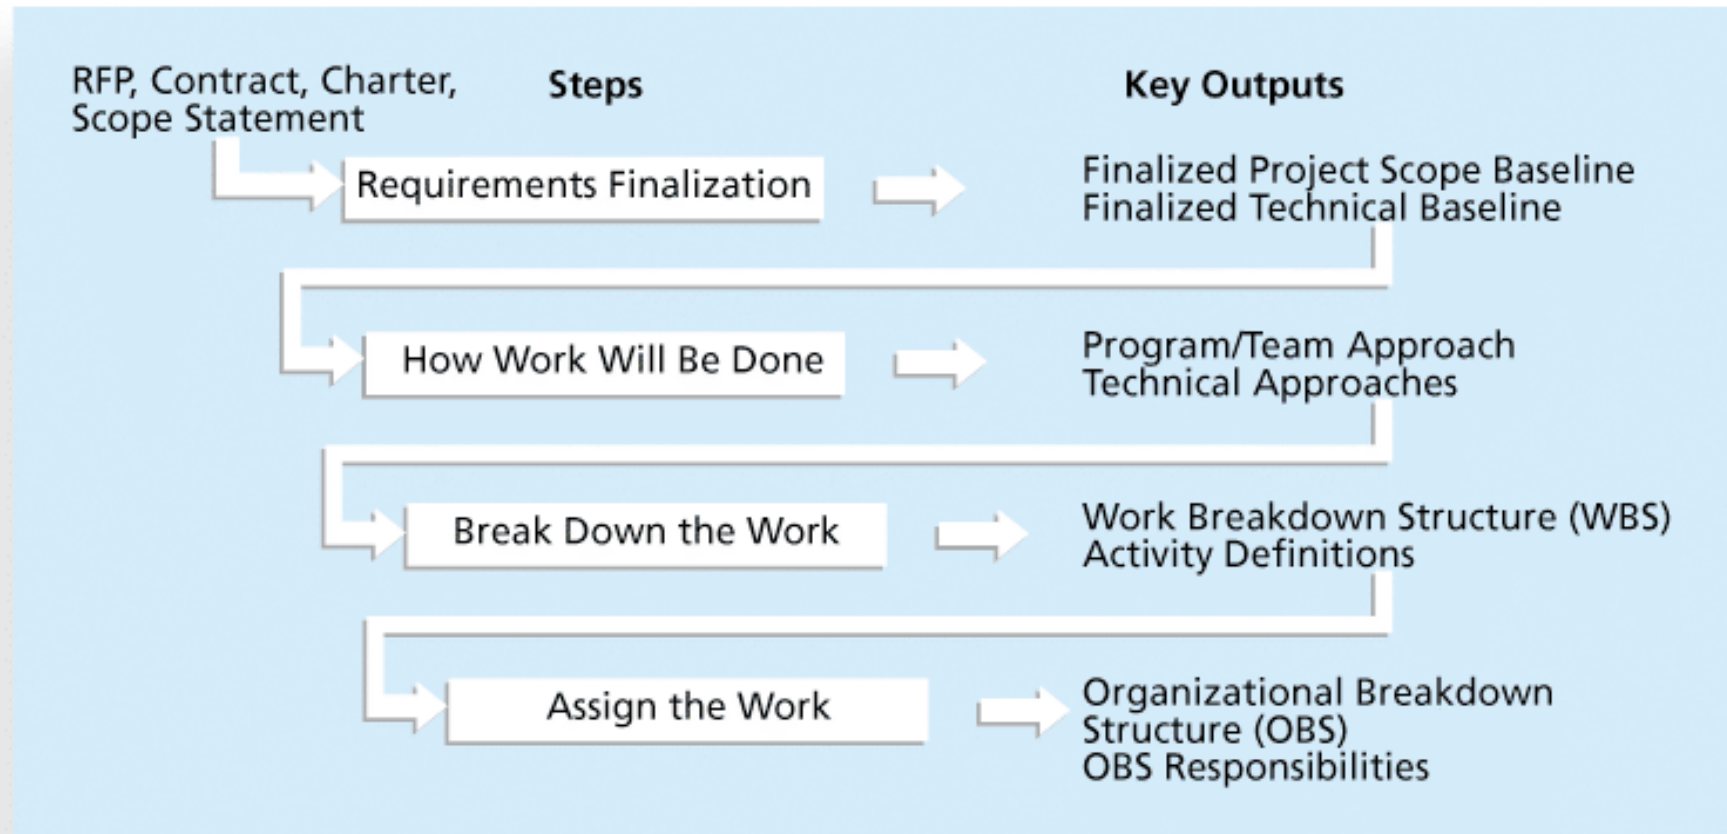 RFP, Contract, Charter,
Scope Statement
Steps
Key Outputs
Requirements Finalization
Finalized Project Scope Baseline
Finalized Technical Baseline
How Work Will Be Done
Program/Team Approach
Technical Approaches
Break Down the Work
Work Breakdown Structure (WBS)
Activity Definitions
Assign the Work
Organizational Breakdown
Structure (OBS)
OBS Responsibilities